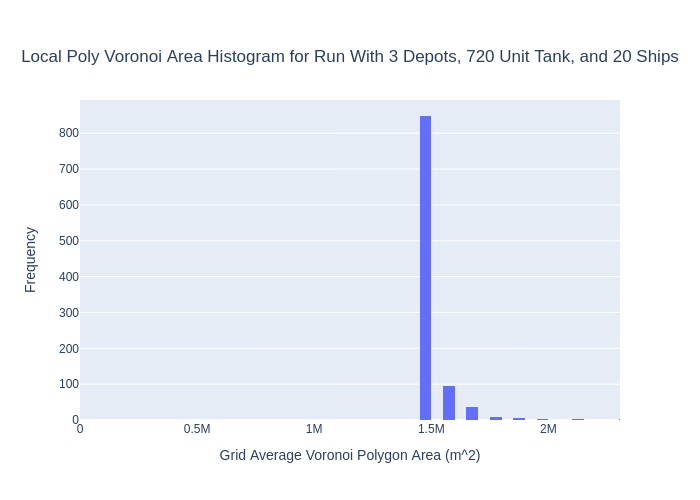 Local Poly Voronoi Area Histogram for Run With 3 Depots, 720 Unit Tank, and 20 Ships
800
700
600
500
400
300
200
100
0
Frequency
0 0.5M 1M 1.5M 2M
Grid Average Voronoi Polygon Area (m^2)